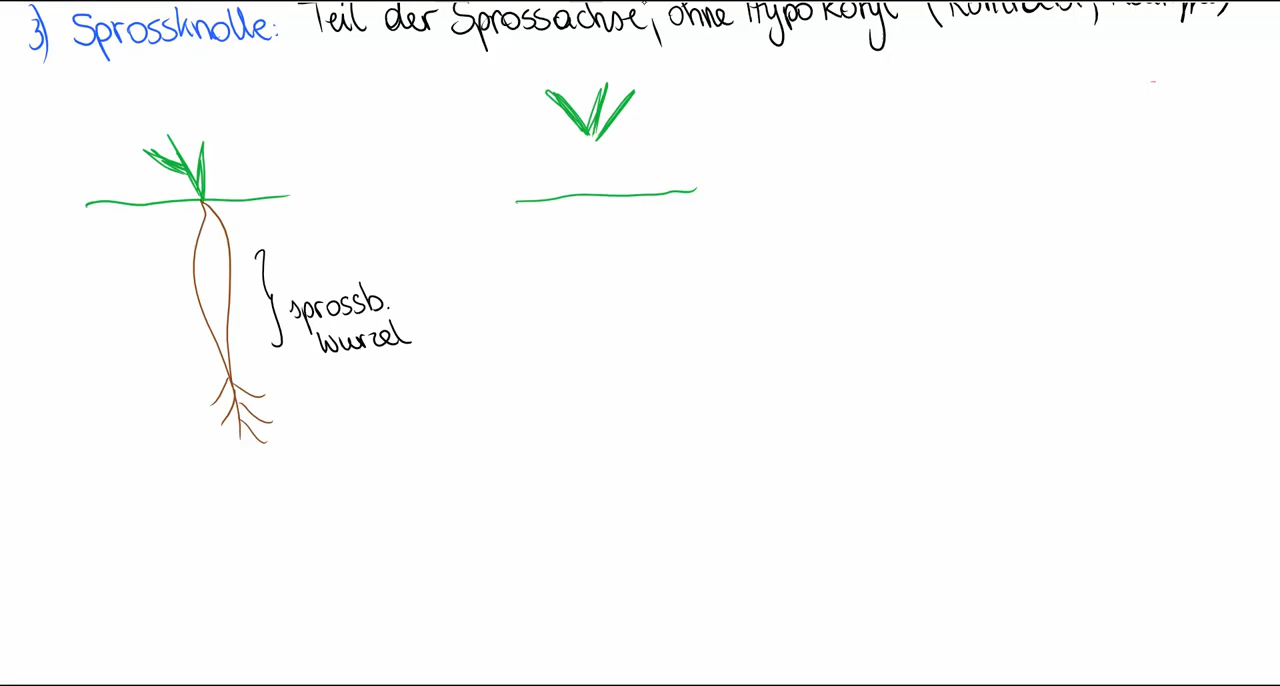 3) Sprossknolle: Teil der Sprossachse, ohne Hypokotyl
sprossb.
wurzel